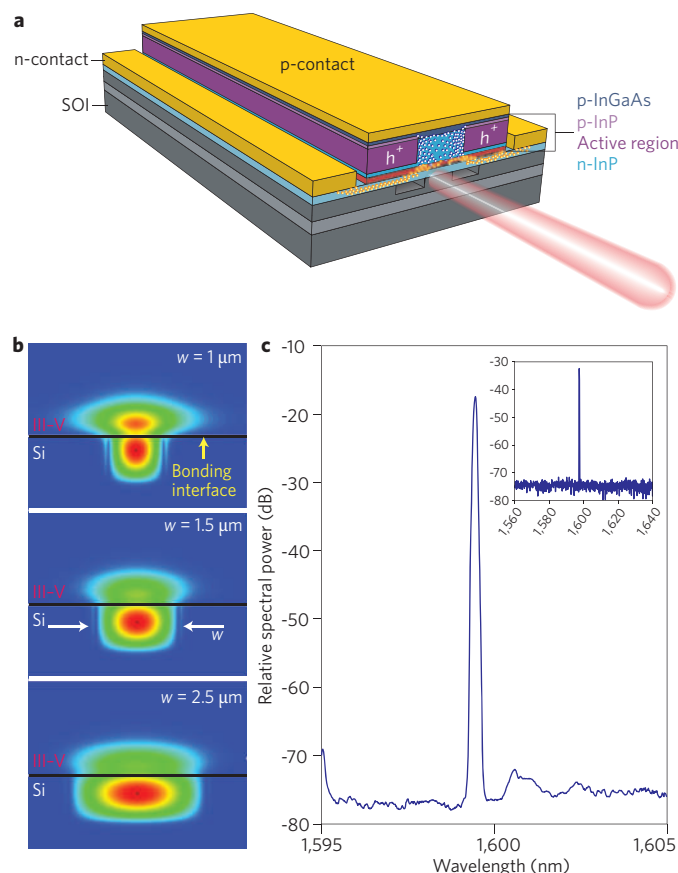 a
n-contact
p-contact
SOI
p-InGaAs
p-InP
Active region
n-InP
h+
h+
b
w = 1 µm
III-V
Si
Bonding
interface
w = 1.5 µm
III-V
Si
w
w = 2.5 µm
III-V
Si
c
-10
-20
-30
-40
-50
-60
-70
-80
Relative spectral power (dB)
1,595
1,600
1,605
Wavelength (nm)
-30
-40
-50
-60
-70
-80
1,560
1,580
1,600
1,620
1,640